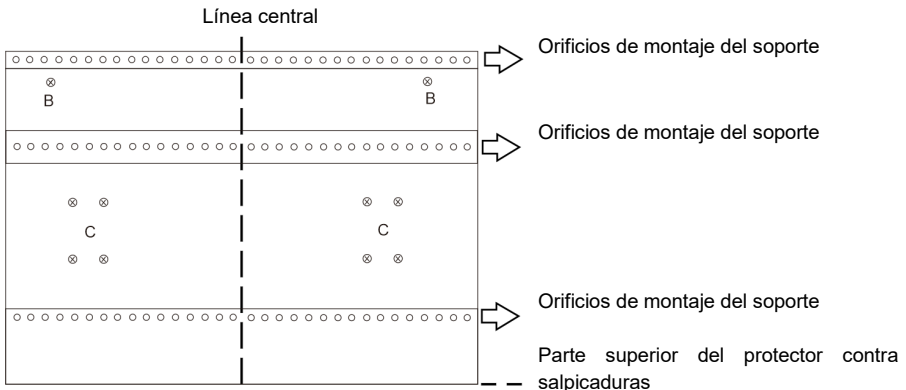 Línea central
Orificios de montaje del soporte
B
B
Orificios de montaje del soporte
C
C
Orificios de montaje del soporte
Parte superior del protector contra
salpicaduras